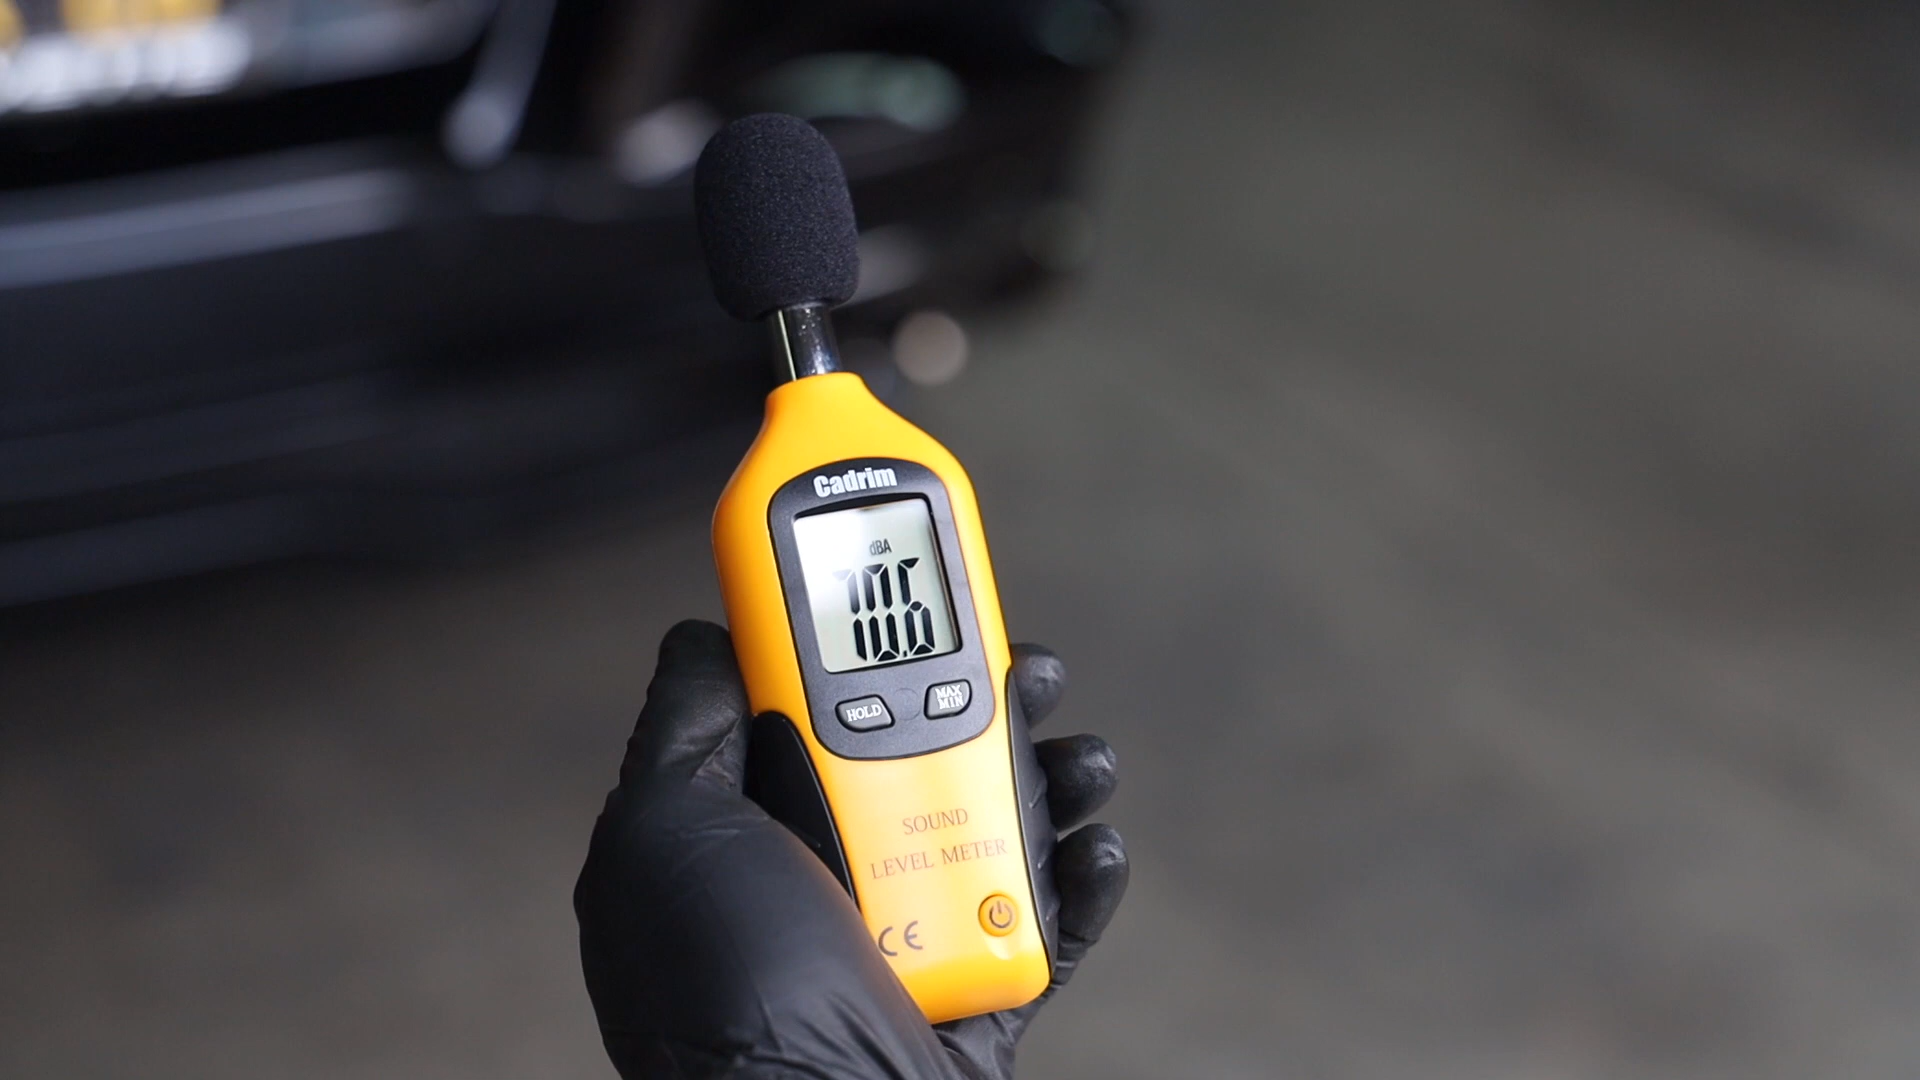 Cadrim
dBA
70.6
HOLD
MAX
MIN
SOUND
LEVEL METER
CE